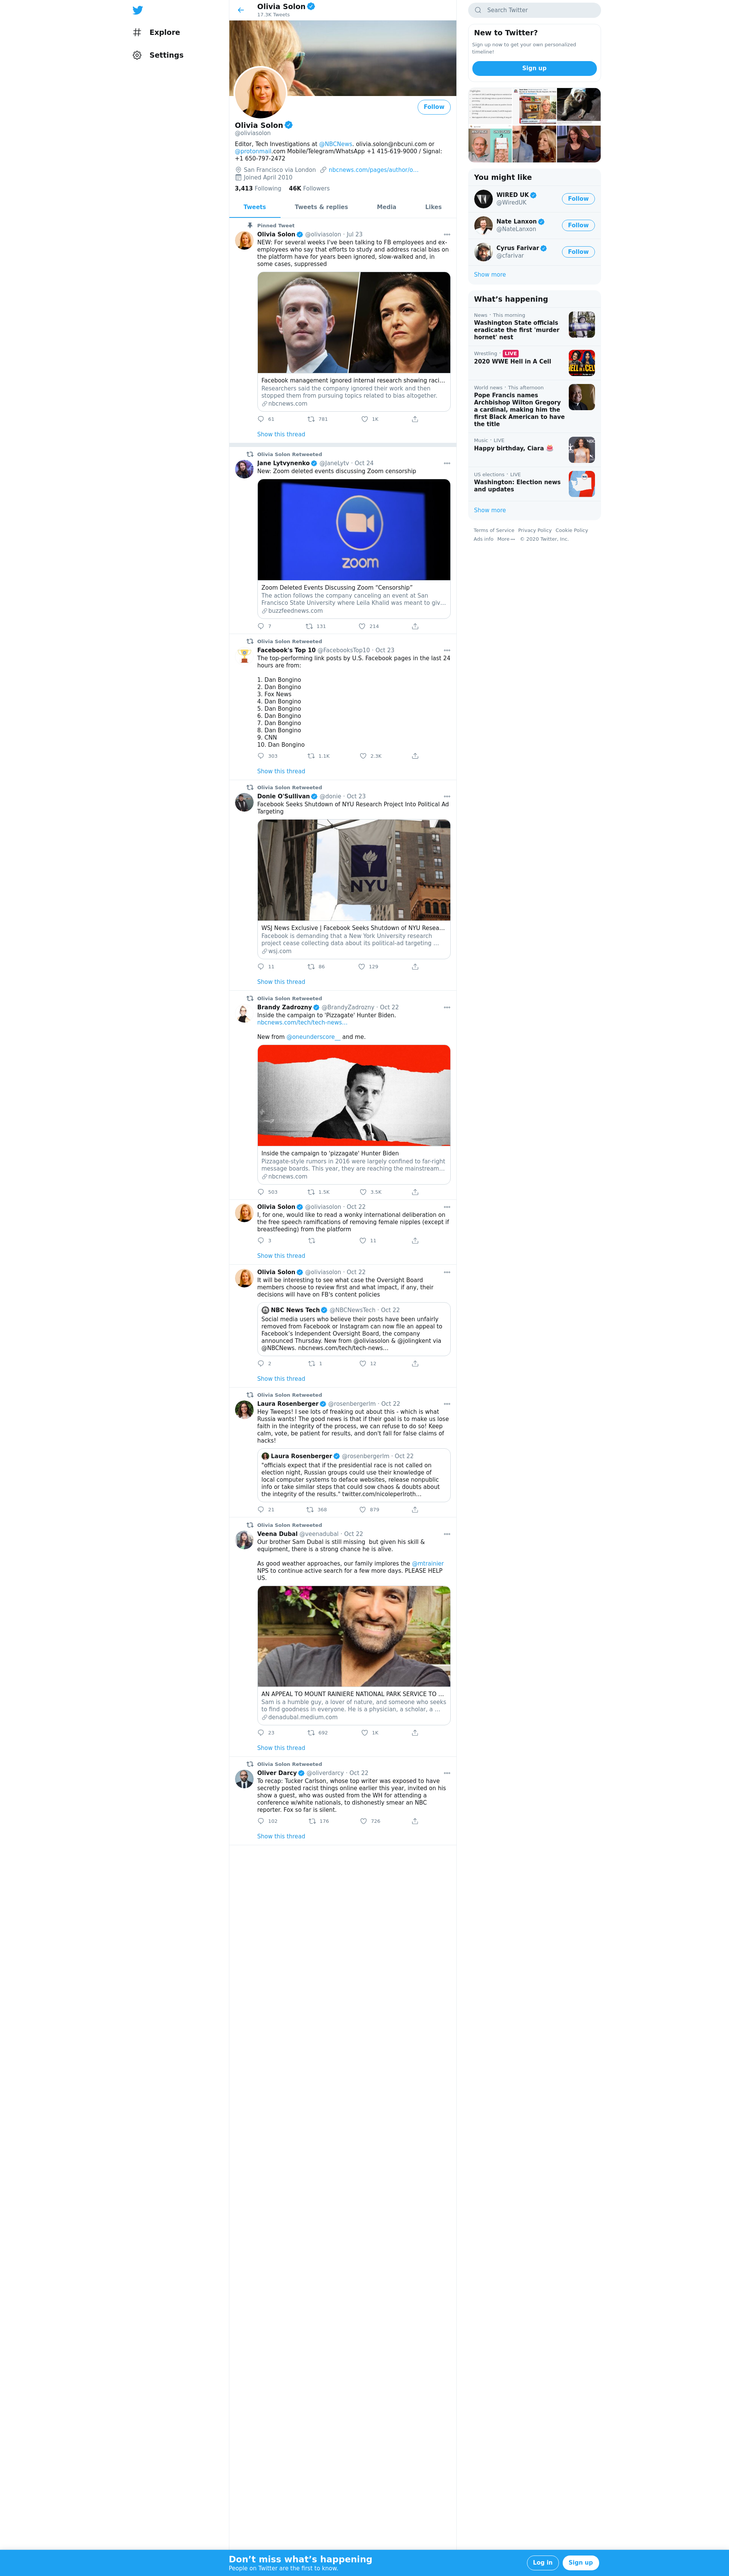 Explore
Settings
Olivia Solon
17.3K Tweets
Follow
Olivia Solon
@oliviasolon
Editor, Tech Investigations at @NBCNews. olivia.solon@nbcuni.com or
@protonmail.com Mobile/Telegram/WhatsApp +1 415-619-9000 / Signal:
+1 650-797-2472
San Francisco via London nbcnews.com/pages/author/o…
Joined April 2010
3,413 Following 46K Followers
Tweets Tweets & replies Media Likes
Pinned Tweet
Olivia Solon @oliviasolon · Jul 23
NEW: For several weeks I've been talking to FB employees and ex-
employees who say that efforts to study and address racial bias on
the platform have for years been ignored, slow-walked and, in
some cases, suppressed
Facebook management ignored internal research showing raci…
Researchers said the company ignored their work and then
stopped them from pursuing topics related to bias altogether.
nbcnews.com
61 781 1K
Show this thread
Olivia Solon Retweeted
Jane Lytvynenko @JaneLytv · Oct 24
New: Zoom deleted events discussing Zoom censorship
zoom
Zoom Deleted Events Discussing Zoom "Censorship"
The action follows the company canceling an event at San
Francisco State University where Leila Khalid was meant to giv…
buzzfeednews.com
7 131 214
Olivia Solon Retweeted
Facebook's Top 10 @FacebooksTop10 · Oct 23
The top-performing link posts by U.S. Facebook pages in the last 24
hours are from:
1. Dan Bongino
2. Dan Bongino
3. Fox News
4. Dan Bongino
5. Dan Bongino
6. Dan Bongino
7. Dan Bongino
8. Dan Bongino
9. CNN
10. Dan Bongino
303 1.1K 2.3K
Show this thread
Olivia Solon Retweeted
Donie O'Sullivan @donie · Oct 23
Facebook Seeks Shutdown of NYU Research Project Into Political Ad
Targeting
NYU
WSJ News Exclusive | Facebook Seeks Shutdown of NYU Resea…
Facebook is demanding that a New York University research
project cease collecting data about its political-ad targeting …
wsj.com
11 86 129
Show this thread
Olivia Solon Retweeted
Brandy Zadrozny @BrandyZadrozny · Oct 22
Inside the campaign to 'Pizzagate' Hunter Biden.
nbcnews.com/tech/tech-news…
New from @oneunderscore__ and me.
Inside the campaign to 'pizzagate' Hunter Biden
Pizzagate-style rumors in 2016 were largely confined to far-right
message boards. This year, they are reaching the mainstream…
nbcnews.com
503 1.5K 3.5K
Olivia Solon @oliviasolon · Oct 22
I, for one, would like to read a wonky international deliberation on
the free speech ramifications of removing female nipples (except if
breastfeeding) from the platform
3 11
Show this thread
Olivia Solon @oliviasolon · Oct 22
It will be interesting to see what case the Oversight Board
members choose to review first and what impact, if any, their
decisions will have on FB's content policies
NBC News Tech @NBCNewsTech · Oct 22
Social media users who believe their posts have been unfairly
removed from Facebook or Instagram can now file an appeal to
Facebook's Independent Oversight Board, the company
announced Thursday. New from @oliviasolon & @jolingkent via
@NBCNews. nbcnews.com/tech/tech-news…
2 1 12
Show this thread
Olivia Solon Retweeted
Laura Rosenberger @rosenbergerlm · Oct 22
Hey Tweeps! I see lots of freaking out about this - which is what
Russia wants! The good news is that if their goal is to make us lose
faith in the integrity of the process, we can refuse to do so! Keep
calm, vote, be patient for results, and don't fall for false claims of
hacks!
Laura Rosenberger @rosenbergerlm · Oct 22
"officials expect that if the presidential race is not called on
election night, Russian groups could use their knowledge of
local computer systems to deface websites, release nonpublic
info or take similar steps that could sow chaos & doubts about
the integrity of the results." twitter.com/nicoleperlroth…
21 368 879
Olivia Solon Retweeted
Veena Dubal @veenadubal · Oct 22
Our brother Sam Dubal is still missing but given his skill &
equipment, there is a strong chance he is alive.
As good weather approaches, our family implores the @mtrainier
NPS to continue active search for a few more days. PLEASE HELP
US.
AN APPEAL TO MOUNT RAINIERE NATIONAL PARK SERVICE TO …
Sam is a humble guy, a lover of nature, and someone who seeks
to find goodness in everyone. He is a physician, a scholar, a …
denadubal.medium.com
23 692 1K
Show this thread
Olivia Solon Retweeted
Oliver Darcy @oliverdarcy · Oct 22
To recap: Tucker Carlson, whose top writer was exposed to have
secretly posted racist things online earlier this year, invited on his
show a guest, who was ousted from the WH for attending a
conference w/white nationals, to dishonestly smear an NBC
reporter. Fox so far is silent.
102 176 726
Show this thread
Search Twitter
New to Twitter?
Sign up now to get your own personalized
timeline!
Sign up
You might like
WIRED UK
@WiredUK
Follow
Nate Lanxon
@NateLanxon
Follow
Cyrus Farivar
@cfarivar
Follow
Show more
What's happening
News · This morning
Washington State officials
eradicate the first 'murder
hornet' nest
Wrestling · LIVE
2020 WWE Hell in A Cell
World news · This afternoon
Pope Francis names
Archbishop Wilton Gregory
a cardinal, making him the
first Black American to have
the title
Music · LIVE
Happy birthday, Ciara
US elections · LIVE
Washington: Election news
and updates
Show more
Terms of Service Privacy Policy Cookie Policy
Ads info More © 2020 Twitter, Inc.
Don't miss what's happening
People on Twitter are the first to know.
Log in
Sign up